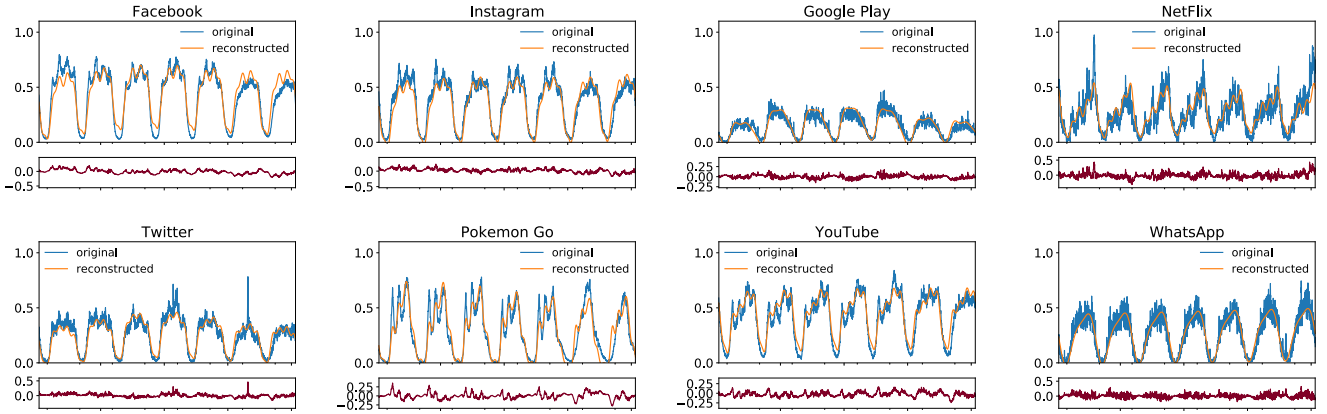 Facebook
1.0
0.5
0.0
original
reconstructed
0.0
−0.5
Instagram
1.0
0.5
0.0
original
reconstructed
0.0
−0.5
Google Play
1.0
0.5
0.0
original
reconstructed
0.25
0.00
−0.25
NetFlix
1.0
0.5
0.0
original
reconstructed
0.5
0.0
Twitter
1.0
0.5
0.0
original
reconstructed
0.5
0.0
Pokemon Go
1.0
0.5
0.0
original
reconstructed
0.25
0.00
−0.25
YouTube
1.0
0.5
0.0
original
reconstructed
0.25
0.00
−0.25
WhatsApp
1.0
0.5
0.0
original
reconstructed
0.5
0.0